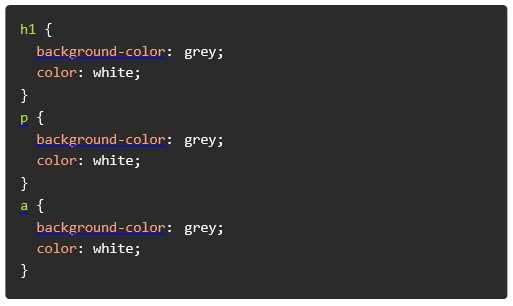 h1 {
  background-color: grey;
  color: white;
}
p {
  background-color: grey;
  color: white;
}
a {
  background-color: grey;
  color: white;
}